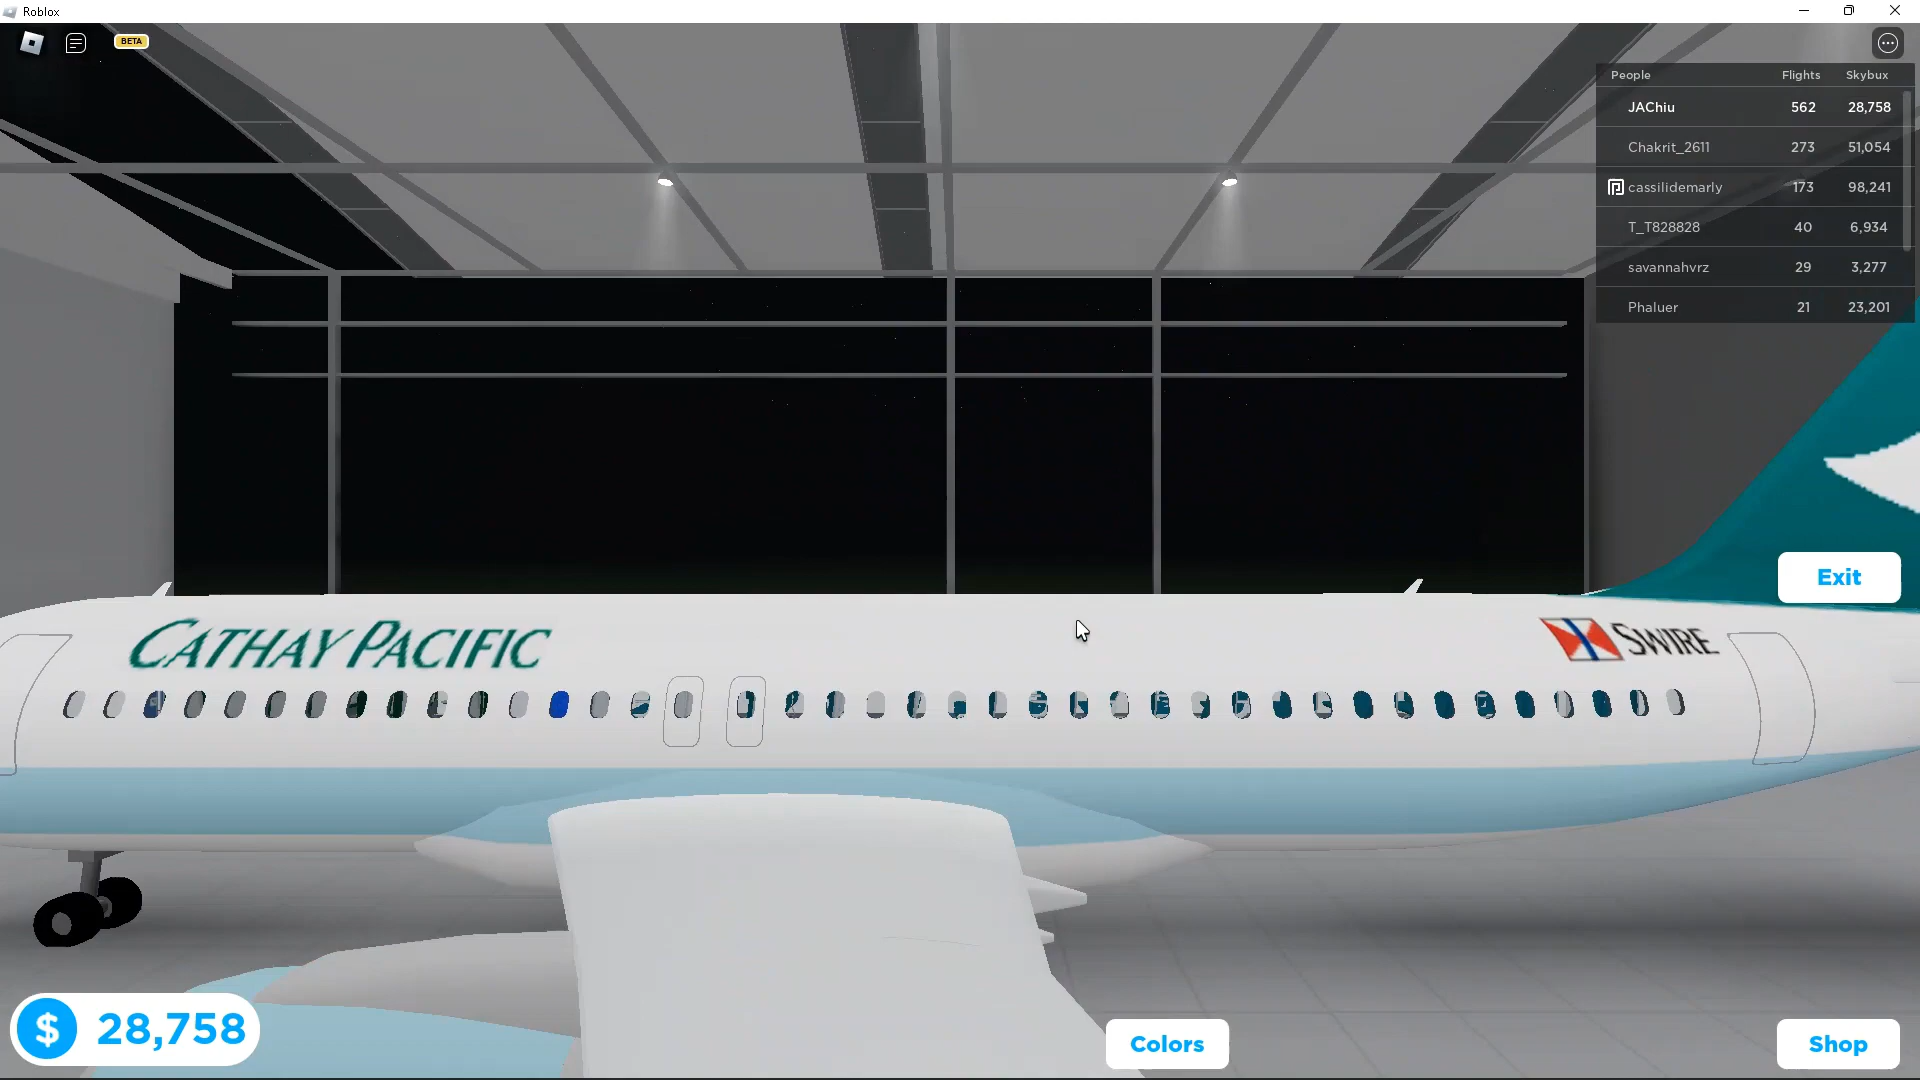 Roblox
BETA
People Flights Skybux
JAChiu 562 28,758
Chakrit_2611 273 51,054
cassilidemarly 173 98,241
T_T828828 40 6,934
savannahvrz 29 3,277
Phaluer 21 23,201
Exit
CATHAY PACIFIC
SWIRE
$ 28,758
Colors
Shop